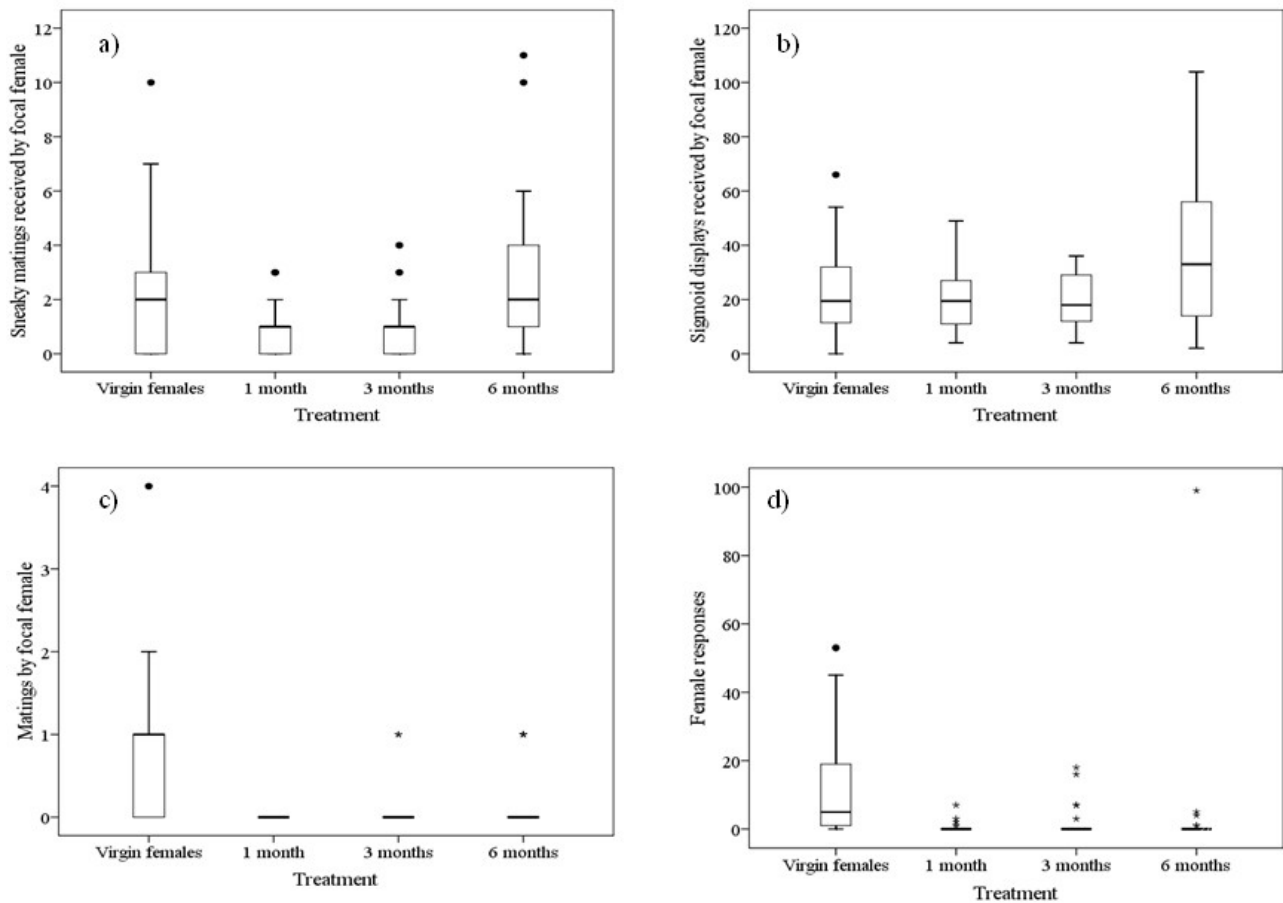 a)
Sneaky matings received by focal female
12
10
8
6
4
2
0
Virgin females 1 month 3 months 6 months
Treatment
b)
Sigmoid displays received by focal female
120
100
80
60
40
20
0
Virgin females 1 month 3 months 6 months
Treatment
c)
Matings by focal female
4
3
2
1
0
Virgin females 1 month 3 months 6 months
Treatment
d)
Female responses
100
80
60
40
20
0
Virgin females 1 month 3 months 6 months
Treatment